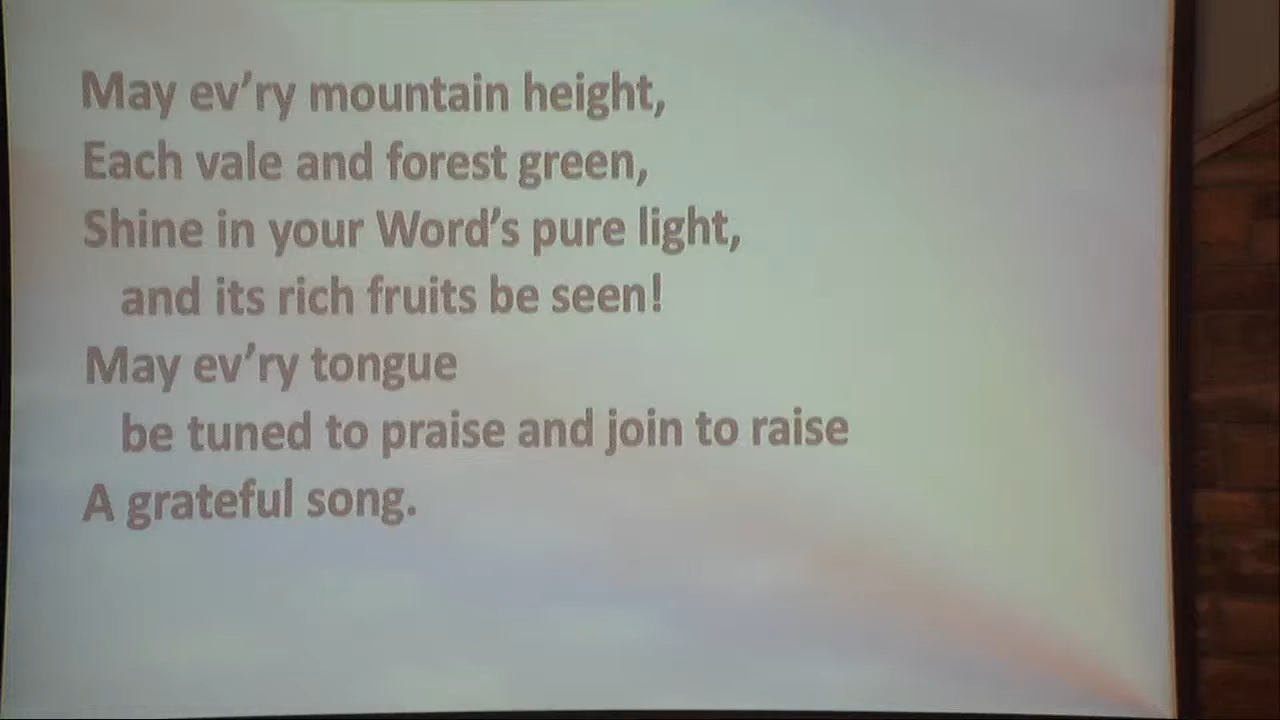 May ev’ry mountain height,
Each vale and forest green,
Shine in your Word’s pure light,
and its rich fruits be seen!
May ev’ry tongue
be tuned to praise and join to raise
A grateful song.